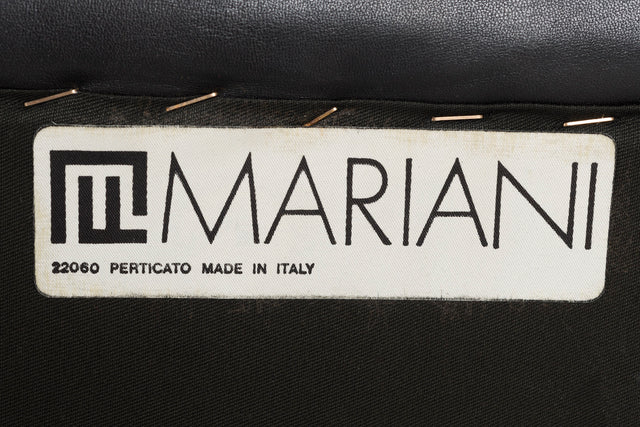 MARIANI
22060 PERTICATO MADE IN ITALY